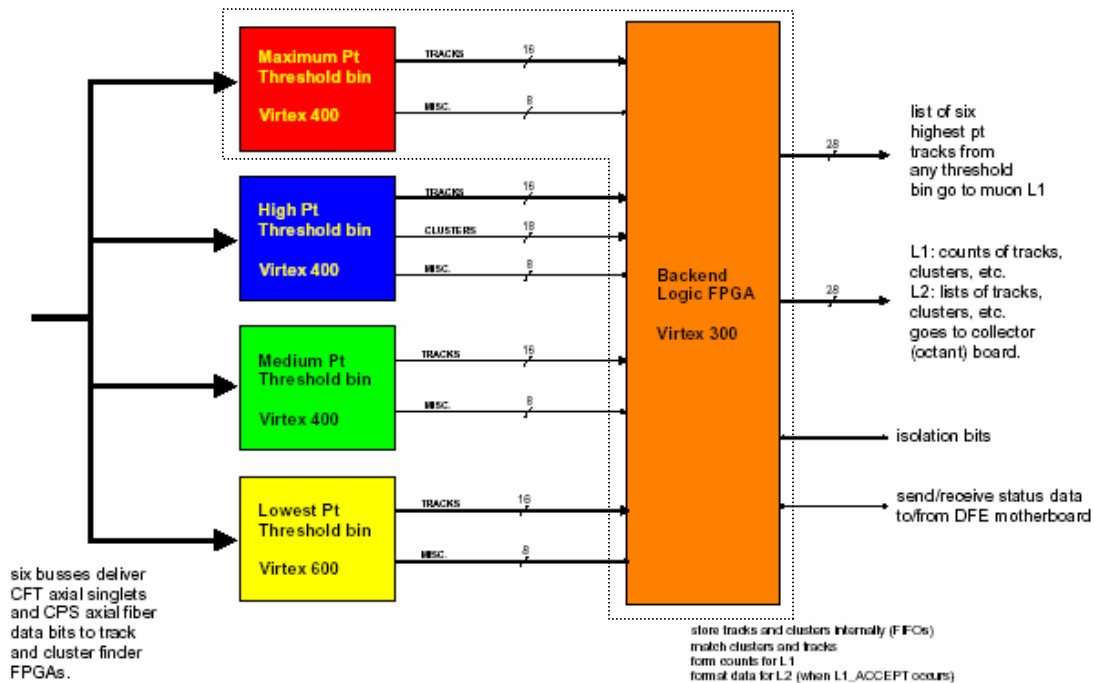 Maximum Pt
Threshold bin
Virtex 400
TRACKS
16
MISC.
8
High Pt
Threshold bin
Virtex 400
TRACKS
16
CLUSTERS
18
MISC.
8
Medium Pt
Threshold bin
Virtex 400
TRACKS
16
MISC.
8
Lowest Pt
Threshold bin
Virtex 600
TRACKS
16
MISC.
8
Backend
Logic FPGA
Virtex 300
28
list of six
highest pt
tracks from
any threshold
bin go to muon L1
28
L1: counts of tracks,
clusters, etc.
L2: lists of tracks,
clusters, etc.
goes to collector
(octant) board.
isolation bits
send/receive status data
to/from DFE motherboard
six busses deliver
CFT axial singlets
and CPS axial fiber
data bits to track
and cluster finder
FPGAs.
store tracks and clusters internally (FIFOs)
match clusters and tracks
form counts for L1
format data for L2 (when L1_ACCEPT occurs)